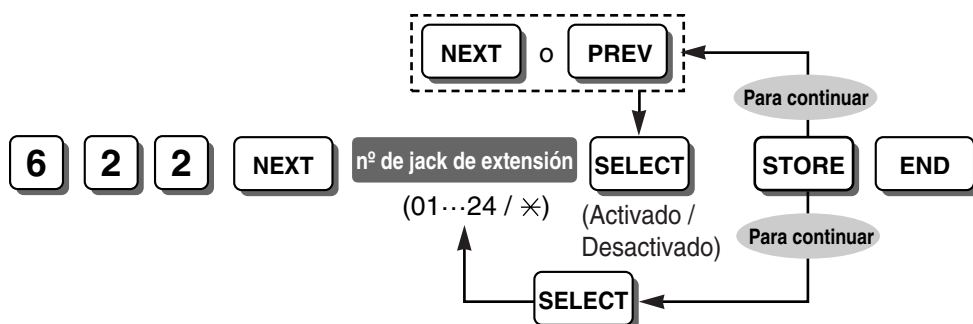 NEXT o PREV
Para continuar
6 2 2 NEXT nº de jack de extensión SELECT STORE END
(01···24 / ✳)
(Activado /
Desactivado)
Para continuar
SELECT